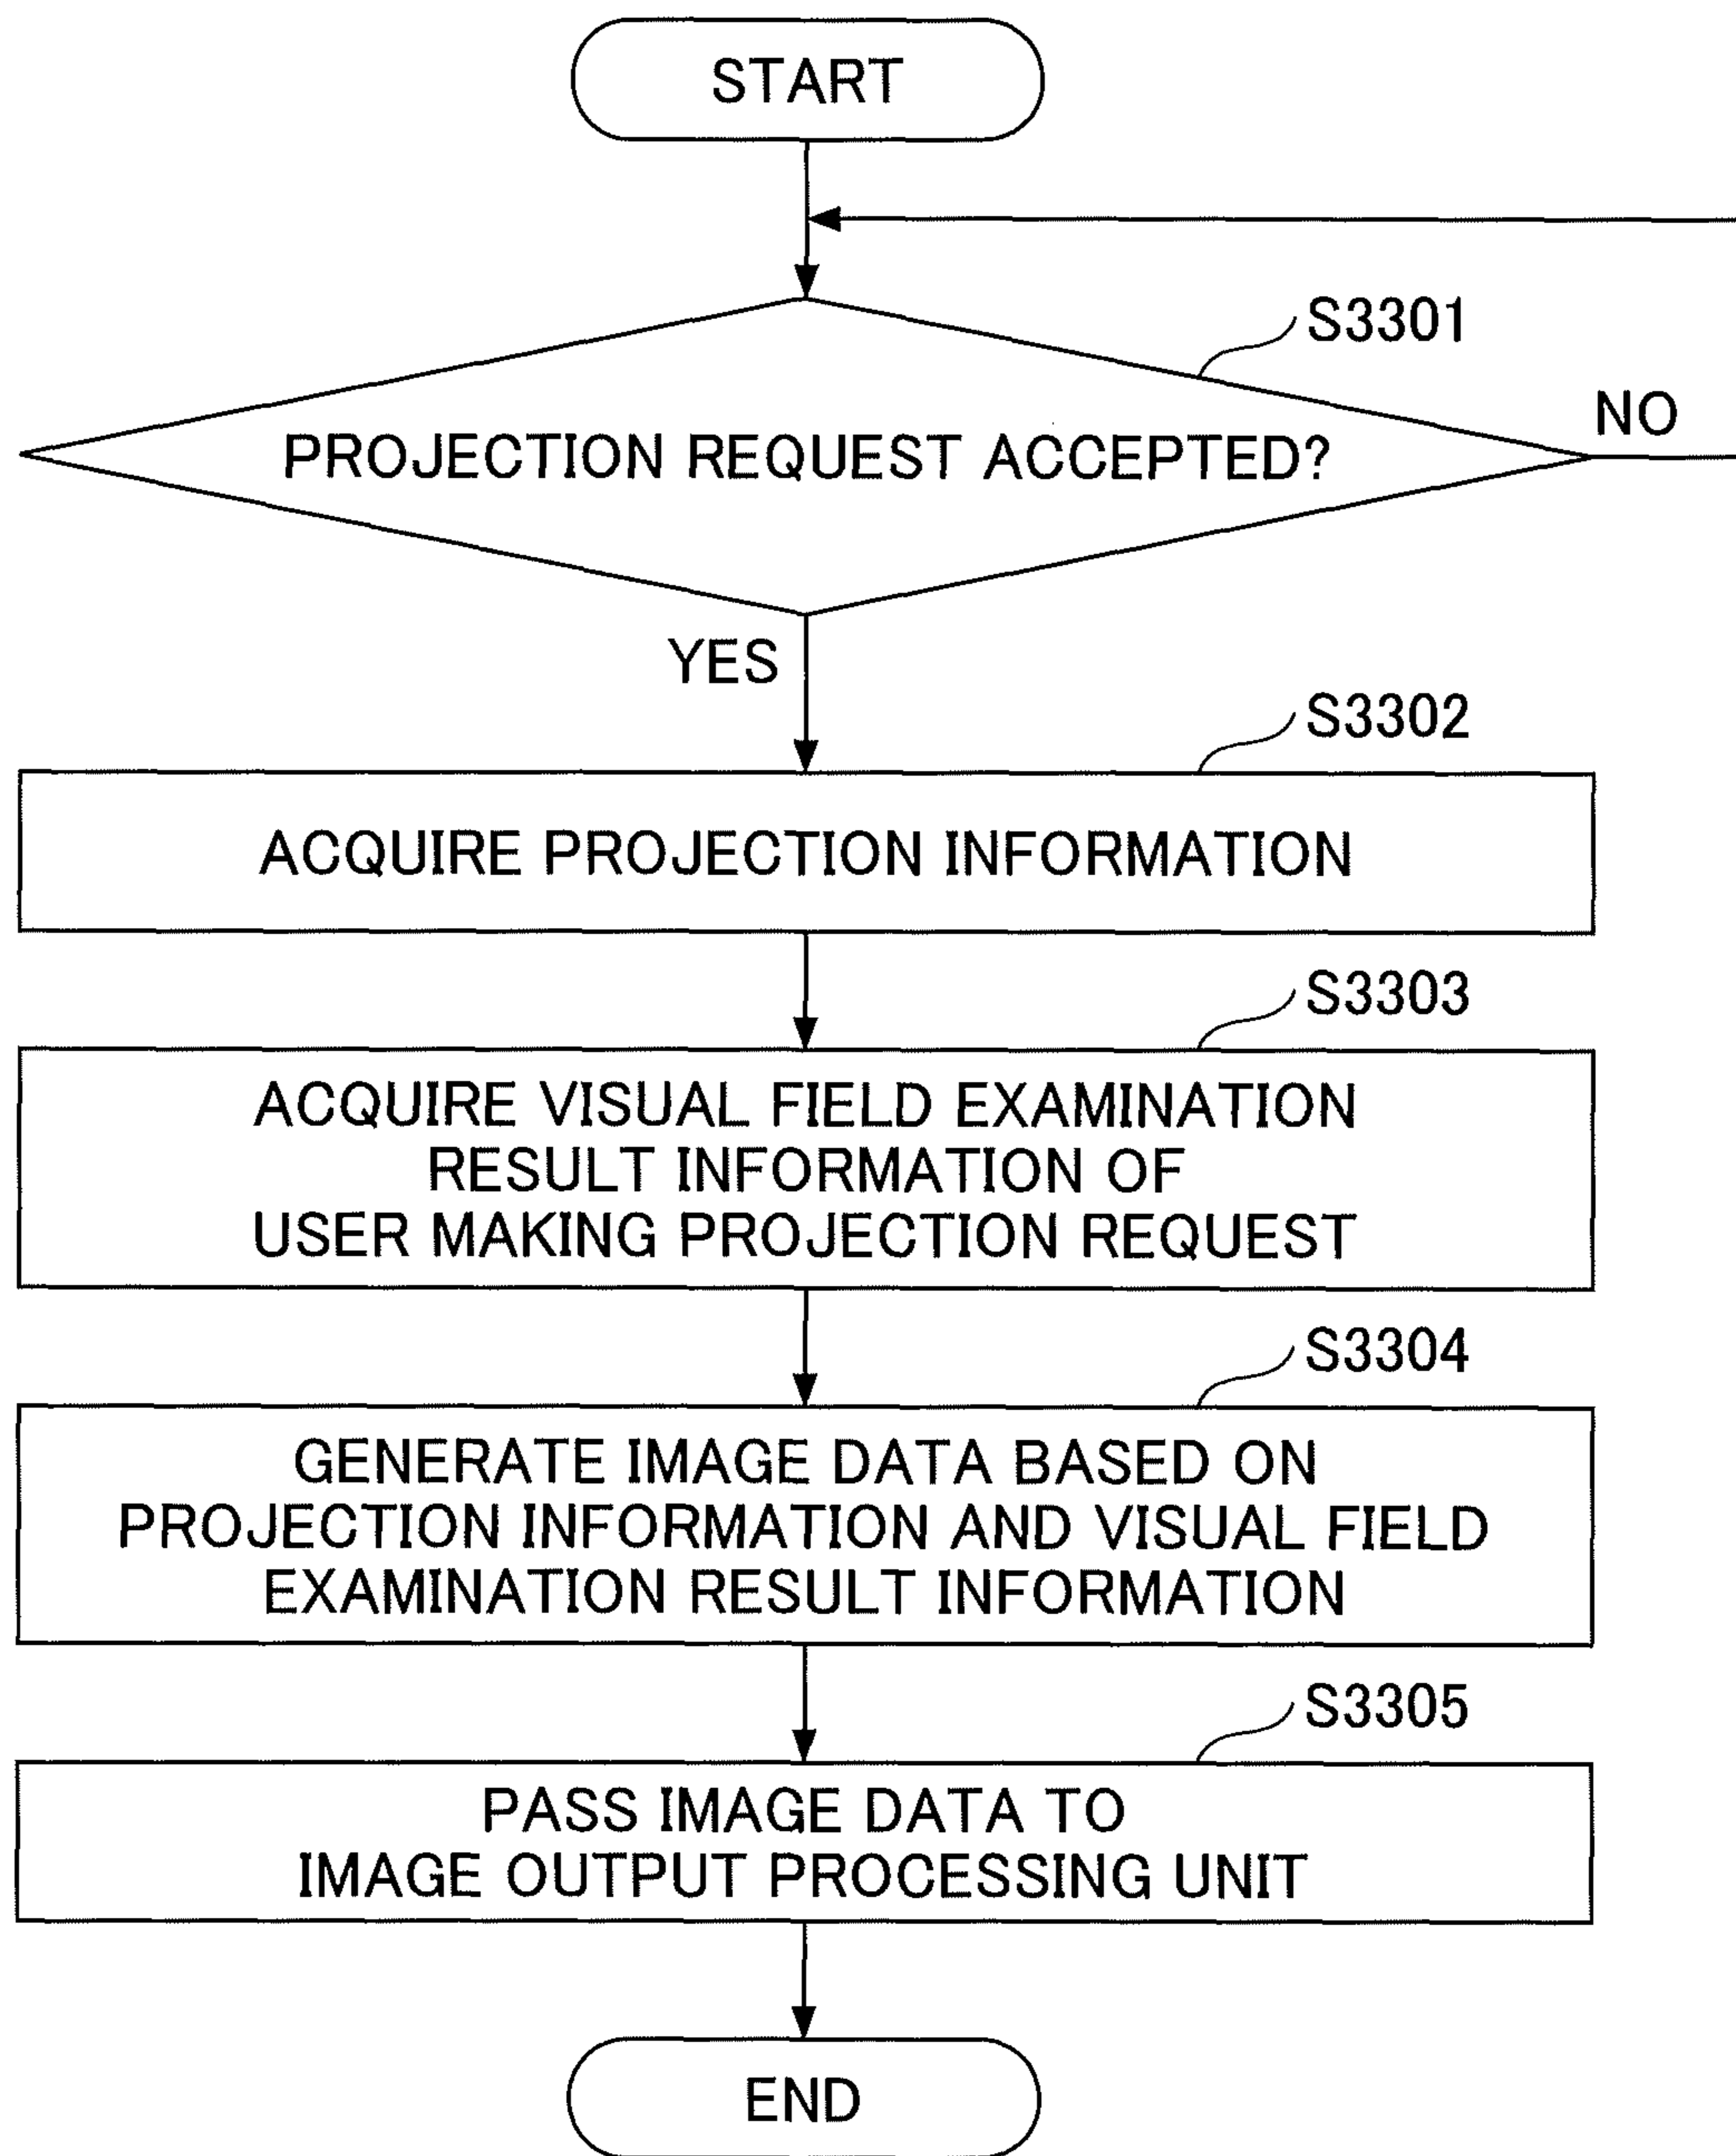 START
S3301
PROJECTION REQUEST ACCEPTED?
NO
YES
S3302
ACQUIRE PROJECTION INFORMATION
S3303
ACQUIRE VISUAL FIELD EXAMINATION
RESULT INFORMATION OF
USER MAKING PROJECTION REQUEST
S3304
GENERATE IMAGE DATA BASED ON
PROJECTION INFORMATION AND VISUAL FIELD
EXAMINATION RESULT INFORMATION
S3305
PASS IMAGE DATA TO
IMAGE OUTPUT PROCESSING UNIT
END